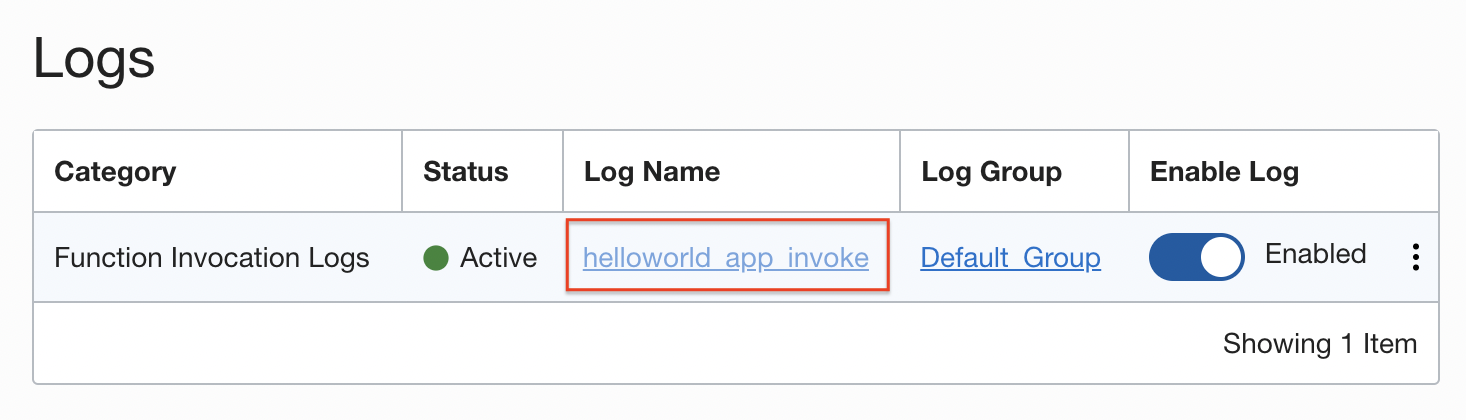 Logs
Category Status Log Name Log Group Enable Log
Function Invocation Logs Active helloworld_app_invoke Default_Group Enabled
Showing 1 Item